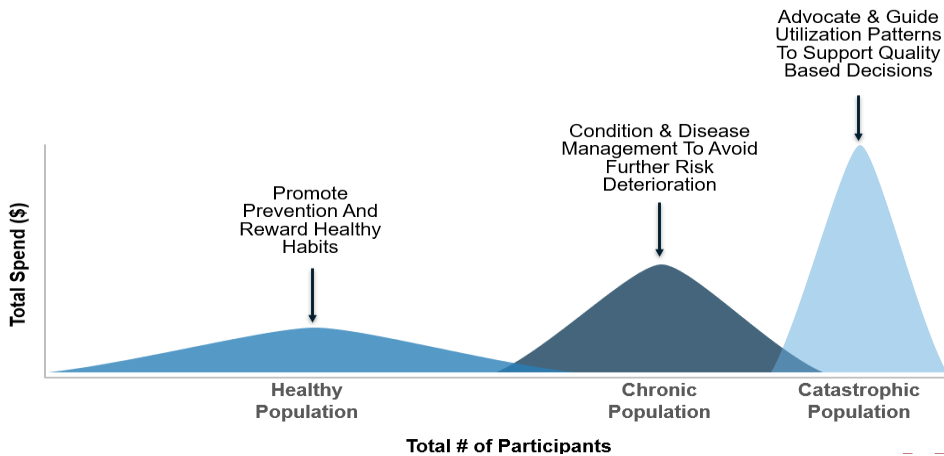 Advocate & Guide
Utilization Patterns
To Support Quality
Based Decisions
Condition & Disease
Management To Avoid
Further Risk
Deterioration
Promote
Prevention And
Reward Healthy
Habits
Total Spend ($)
Healthy
Population
Chronic
Population
Catastrophic
Population
Total # of Participants